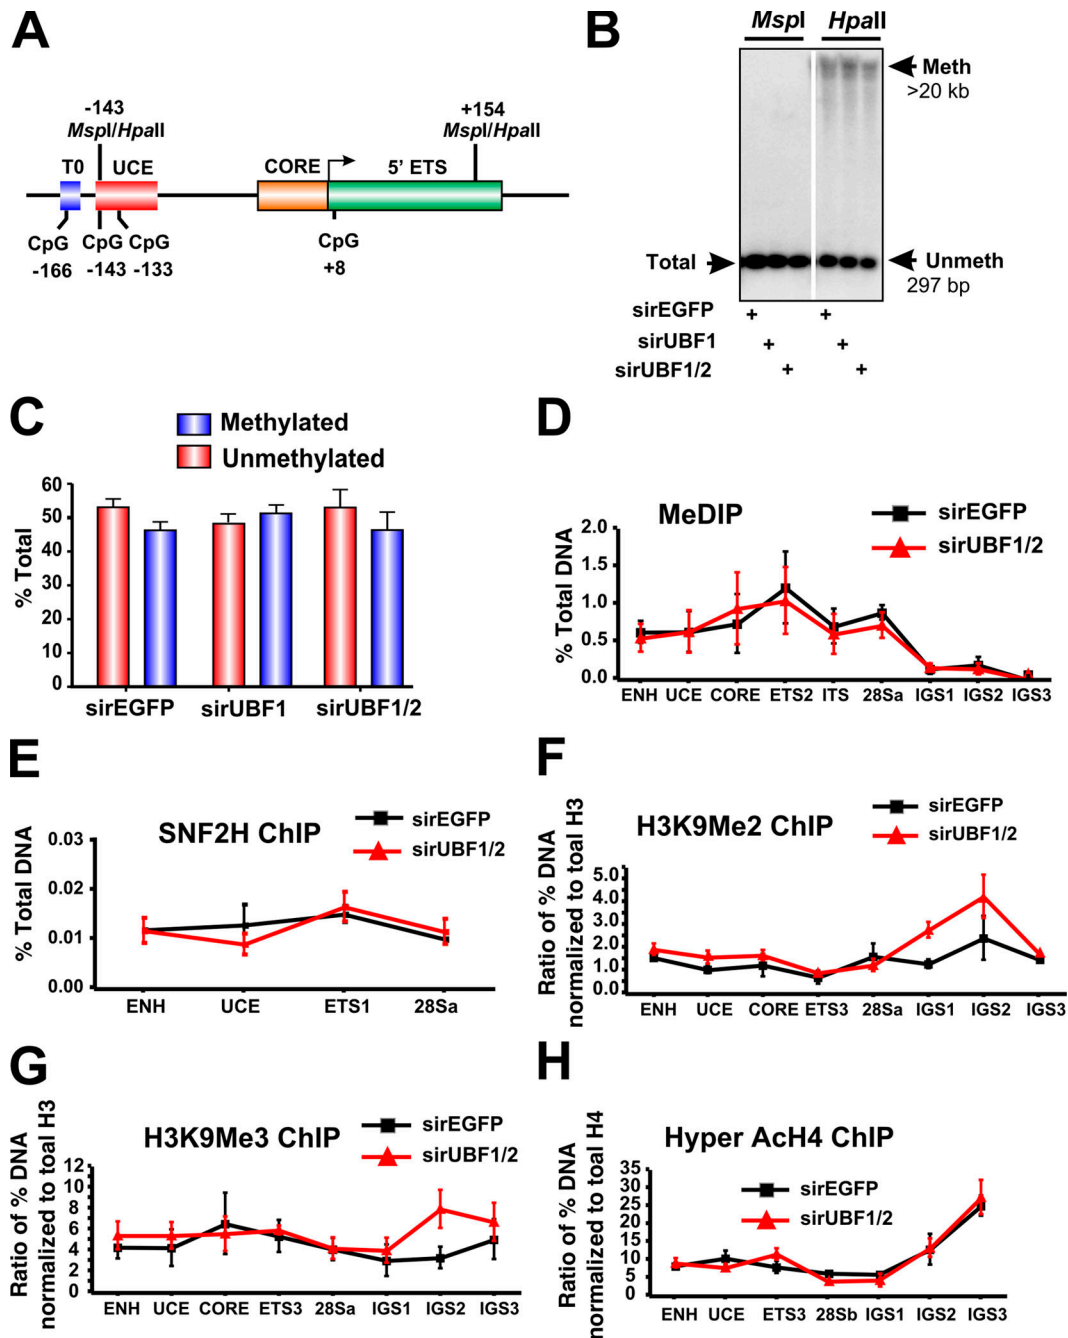 A
-143
MspI/HpaII
+154
MspI/HpaII
T0
UCE
CORE
5' ETS
CpG
CpG
CpG
-166
-143
-133
CpG
+8
B
MspI
HpaII
Meth
>20 kb
Total
Unmeth
297 bp
sirEGFP
+
+
sirUBF1
+
+
sirUBF1/2
+
+
C
Methylated
Unmethylated
% Total
60
50
40
30
20
10
0
sirEGFP
sirUBF1
sirUBF1/2
D
MeDIP
sirEGFP
sirUBF1/2
% Total DNA
2.0
1.5
1.0
0.5
0.0
ENH
UCE
CORE
ETS2
ITS
28Sa
IGS1
IGS2
IGS3
E
SNF2H ChIP
sirEGFP
sirUBF1/2
% Total DNA
0.03
0.02
0.01
0.00
ENH
UCE
ETS1
28Sa
F
H3K9Me2 ChIP
sirEGFP
sirUBF1/2
Ratio of % DNA
normalized to toal H3
5.0
4.0
3.0
2.0
1.0
0.0
ENH
UCE
CORE
ETS3
28Sa
IGS1
IGS2
IGS3
G
H3K9Me3 ChIP
sirEGFP
sirUBF1/2
Ratio of % DNA
normalized to toal H3
12
10
8
6
4
2
0
ENH
UCE
CORE
ETS3
28Sa
IGS1
IGS2
IGS3
H
Hyper AcH4 ChIP
sirEGFP
sirUBF1/2
Ratio of % DNA
normalized to toal H4
35
30
25
20
15
10
5
0
ENH
UCE
ETS3
28Sb
IGS1
IGS2
IGS3